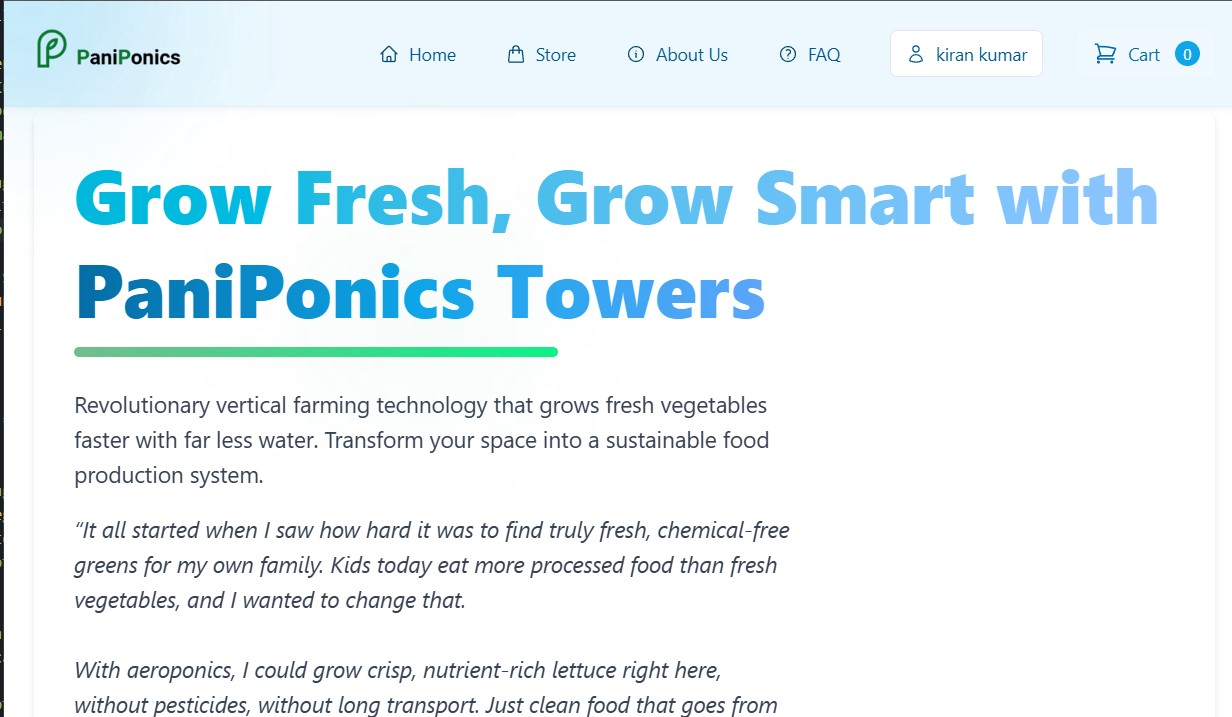 PaniPonics
Home
Store
About Us
FAQ
kiran kumar
Cart
0
Grow Fresh, Grow Smart with
PaniPonics Towers
Revolutionary vertical farming technology that grows fresh vegetables
faster with far less water. Transform your space into a sustainable food
production system.
“It all started when I saw how hard it was to find truly fresh, chemical-free
greens for my own family. Kids today eat more processed food than fresh
vegetables, and I wanted to change that.
With aeroponics, I could grow crisp, nutrient-rich lettuce right here,
without pesticides, without long transport. Just clean food that goes from